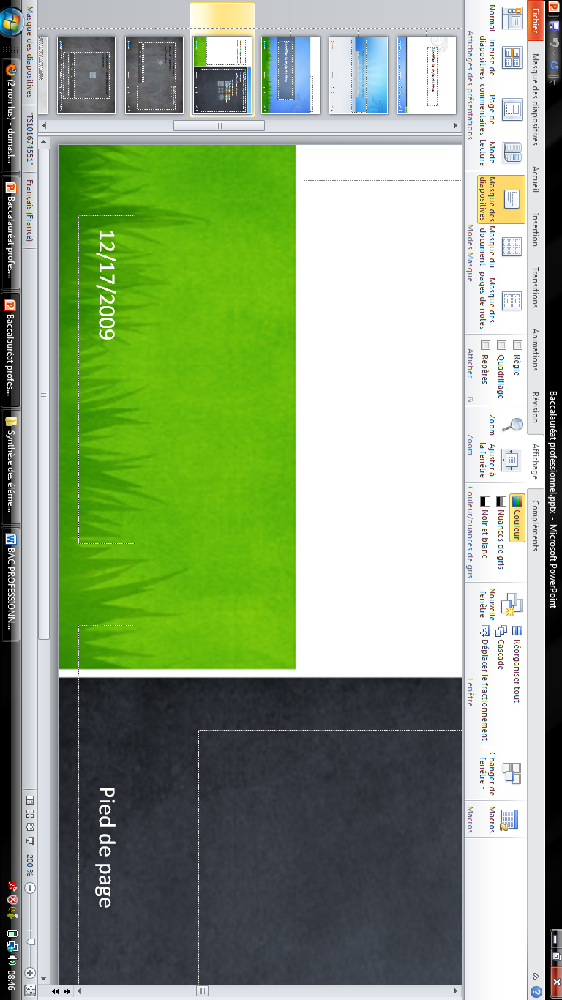 Baccalauréat professionnel.pptx - Microsoft PowerPoint
Fichier Masque des diapositives Accueil Insertion Transitions Animations Révision Affichage Compléments
Normal
Trieuse de diapositives
Page de commentaires
Mode Lecture
Affichages des présentations
Masque des diapositives
Masque du document
Masque des pages de notes
Modes Masque
Règle
Quadrillage
Repères
Afficher
Zoom
Ajuster à la fenêtre
Zoom
Couleur
Nuances de gris
Noir et blanc
Couleur/nuances de gris
Nouvelle fenêtre
Réorganiser tout
Cascade
Déplacer le fractionnement
Fenêtre
Changer de fenêtre
Macros
Macros
12/17/2009
Pied de page
Masque des diapositives "TS101674551" Français (France) 200 %
(2 non lus) - dumasl...
Baccalauréat profes...
Baccalauréat profes...
Synthèse des éléme...
BAC PROFESSIONN...
08:46